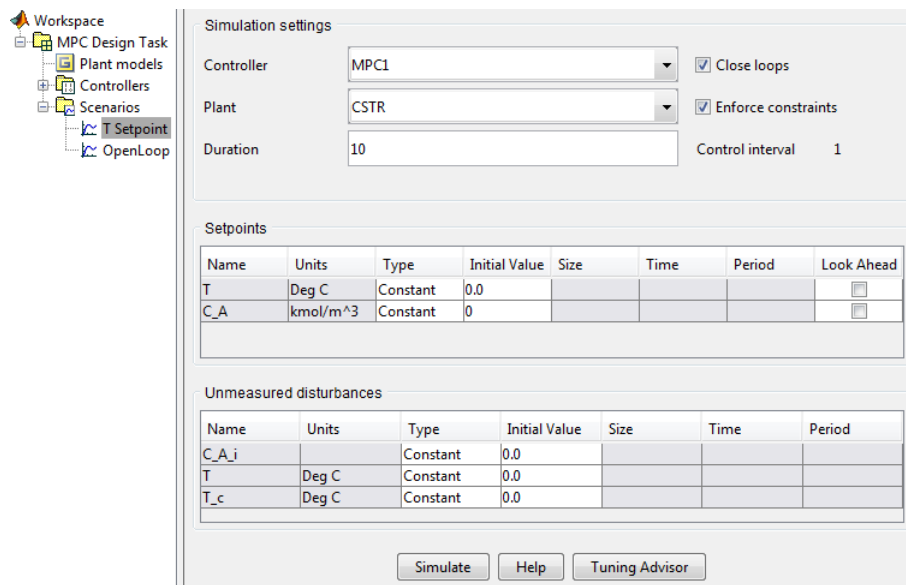 Workspace
MPC Design Task
Plant models
Controllers
Scenarios
T Setpoint
OpenLoop
Simulation settings
Controller MPC1 Close loops
Plant CSTR Enforce constraints
Duration 10 Control interval 1
Setpoints
Name Units Type Initial Value Size Time Period Look Ahead
T Deg C Constant 0.0
C_A kmol/m^3 Constant 0
Unmeasured disturbances
Name Units Type Initial Value Size Time Period
C_A_i Constant 0.0
T Deg C Constant 0.0
T_c Deg C Constant 0.0
Simulate Help Tuning Advisor